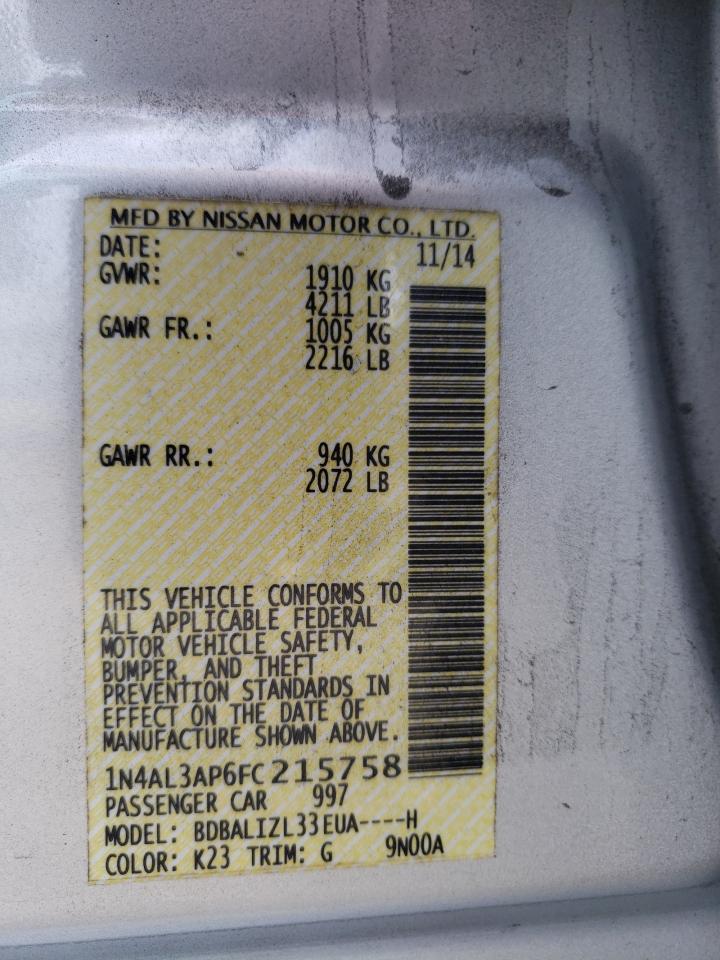 MFD BY NISSAN MOTOR CO., LTD.
DATE: 11/14
GVWR: 1910 KG
4211 LB
GAWR FR.: 1005 KG
2216 LB
GAWR RR.: 940 KG
2072 LB
THIS VEHICLE CONFORMS TO
ALL APPLICABLE FEDERAL
MOTOR VEHICLE SAFETY,
BUMPER, AND THEFT
PREVENTION STANDARDS IN
EFFECT ON THE DATE OF
MANUFACTURE SHOWN ABOVE.
1N4AL3AP6FC215758
PASSENGER CAR 997
MODEL: BDBALIZL33EUA----H
COLOR: K23 TRIM: G 9N00A